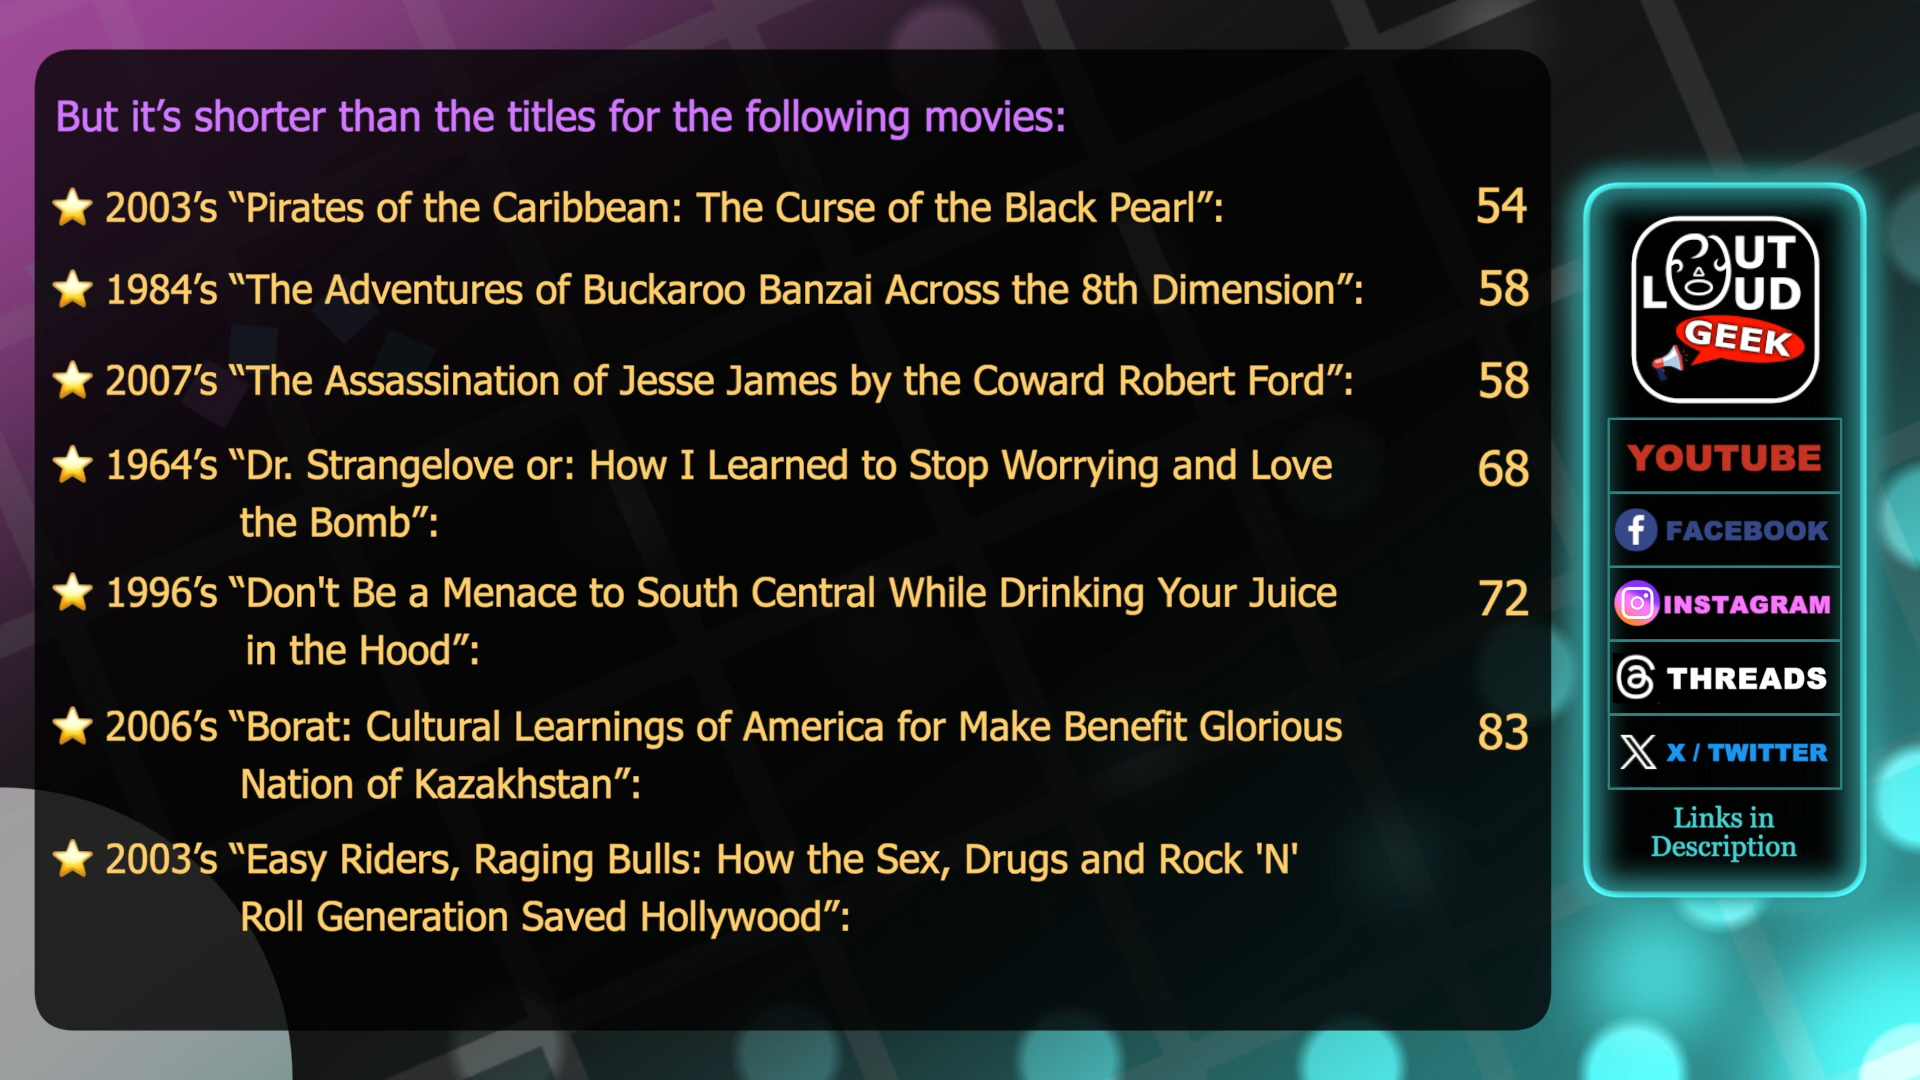 But it’s shorter than the titles for the following movies:
2003’s “Pirates of the Caribbean: The Curse of the Black Pearl”: 54
1984’s “The Adventures of Buckaroo Banzai Across the 8th Dimension”: 58
2007’s “The Assassination of Jesse James by the Coward Robert Ford”: 58
1964’s “Dr. Strangelove or: How I Learned to Stop Worrying and Love 68
the Bomb”:
1996’s “Don't Be a Menace to South Central While Drinking Your Juice 72
in the Hood”:
2006’s “Borat: Cultural Learnings of America for Make Benefit Glorious 83
Nation of Kazakhstan”:
2003’s “Easy Riders, Raging Bulls: How the Sex, Drugs and Rock 'N'
Roll Generation Saved Hollywood”:
OUT
LOUD
GEEK
YOUTUBE
FACEBOOK
INSTAGRAM
THREADS
X / TWITTER
Links in
Description